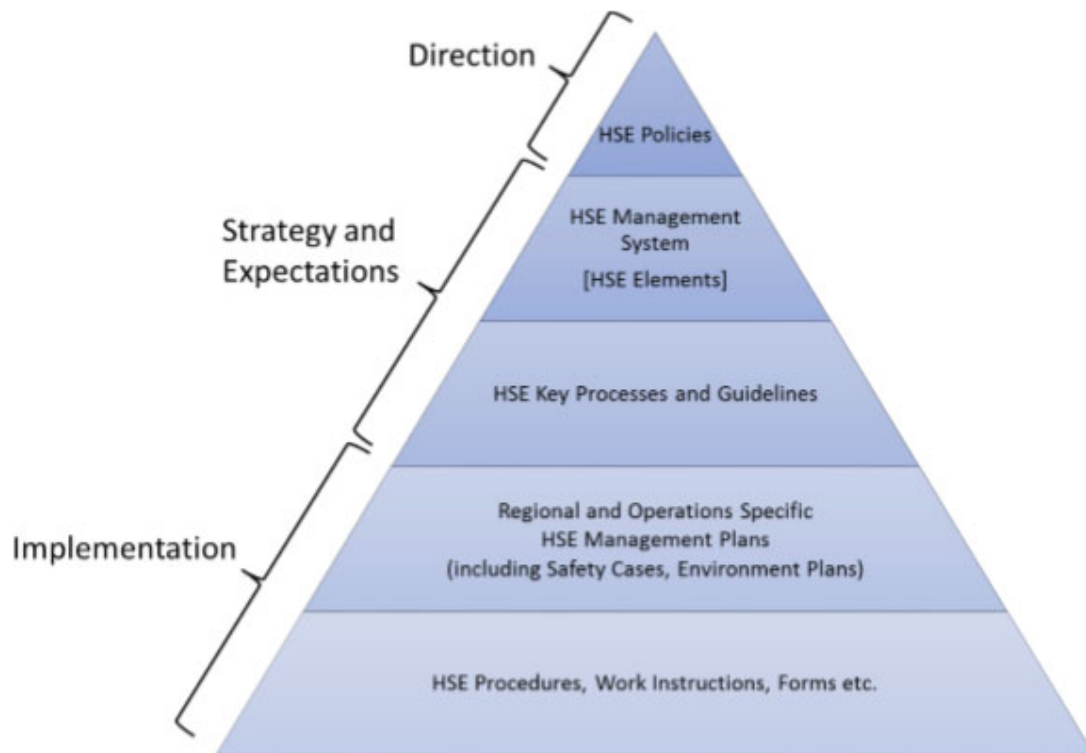 Direction
HSE Policies
Strategy and
Expectations
HSE Management
System
[HSE Elements]
HSE Key Processes and Guidelines
Implementation
Regional and Operations Specific
HSE Management Plans
(including Safety Cases, Environment Plans)
HSE Procedures, Work Instructions, Forms etc.